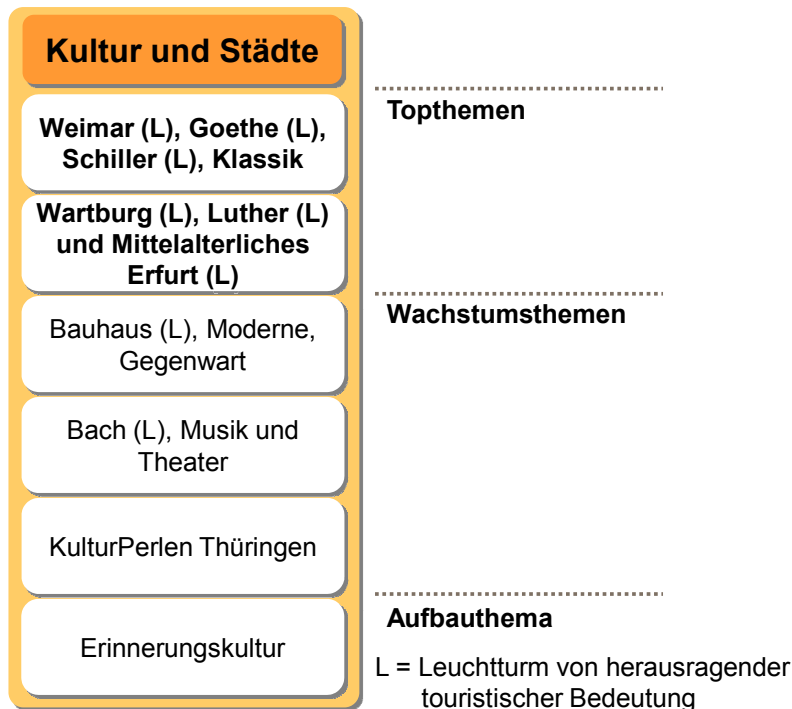 Kultur und Städte
Topthemen
Weimar (L), Goethe (L),
Schiller (L), Klassik
Wartburg (L), Luther (L)
und Mittelalterliches
Erfurt (L)
Wachstumsthemen
Bauhaus (L), Moderne,
Gegenwart
Bach (L), Musik und
Theater
KulturPerlen Thüringen
Aufbauthema
Erinnerungskultur
L = Leuchtturm von herausragender
touristischer Bedeutung